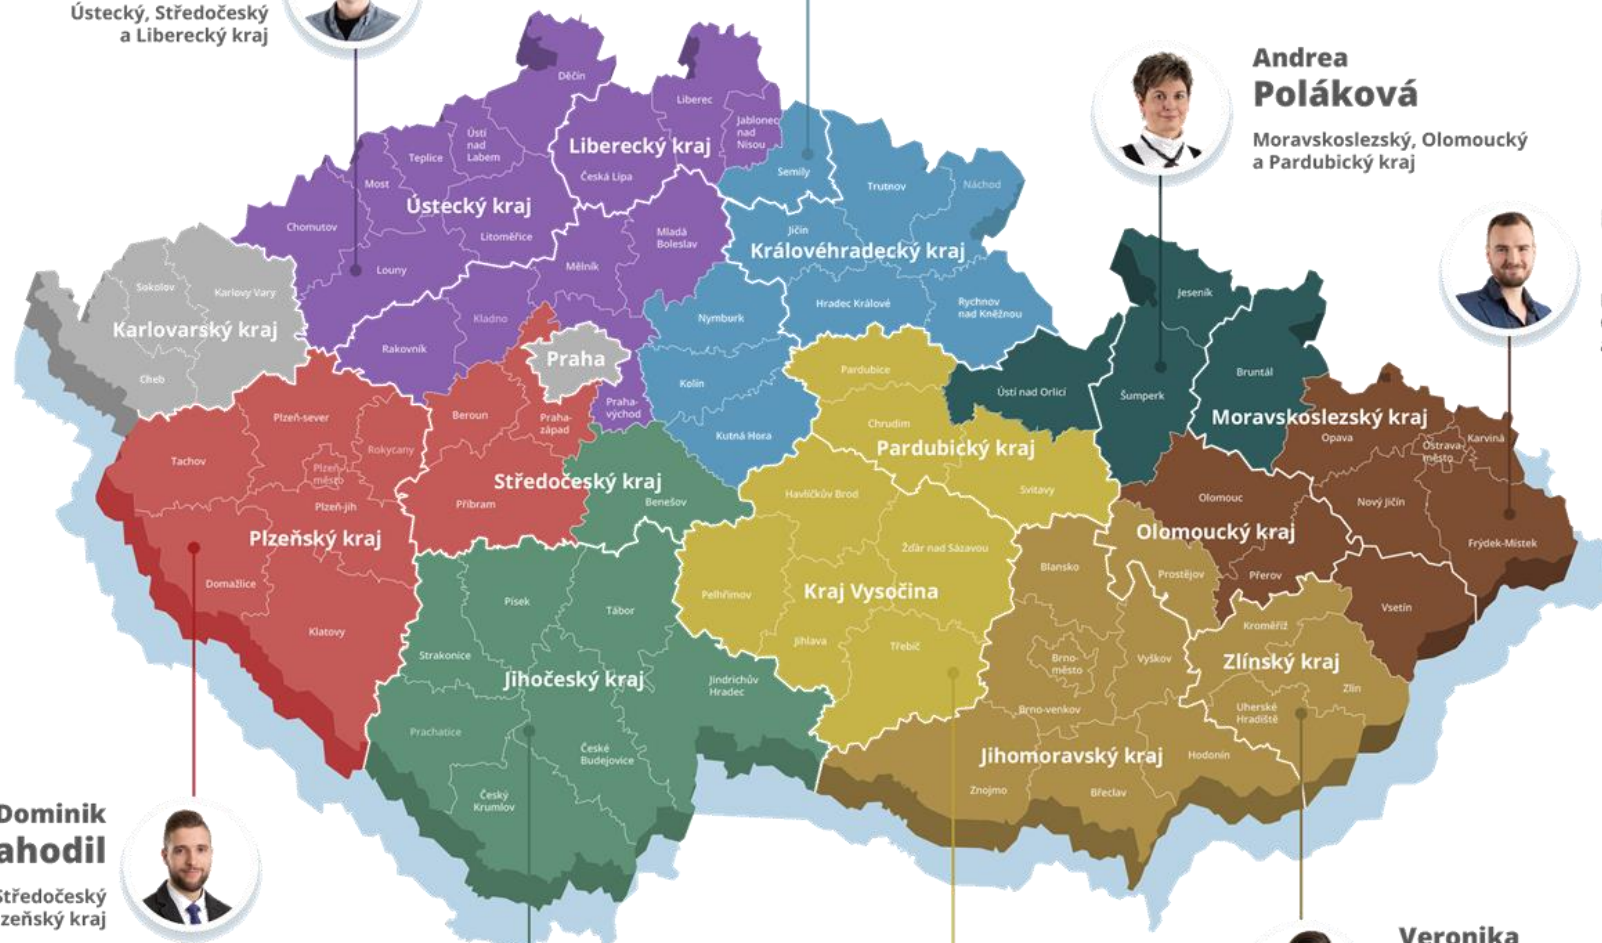 Ústecký, Středočeský
a Liberecký kraj
Andrea
Poláková
Moravskoslezský, Olomoucký
a Pardubický kraj
Děčín
Liberec
Jablonec
nad
Nisou
Ústí
nad
Labem
Teplice
Liberecký kraj
Česká Lípa
Most
Ústecký kraj
Chomutov
Litoměřice
Louny
Mělník
Mladá
Boleslav
Semily
Trutnov
Náchod
Jičín
Královéhradecký kraj
Hradec Králové
Rychnov
nad Kněžnou
Sokolov
Karlovy Vary
Karlovarský kraj
Cheb
Kladno
Rakovník
Praha
Nymburk
Kolín
Kutná Hora
Praha-
východ
Beroun
Praha-
západ
Příbram
Středočeský kraj
Benešov
Plzeň-sever
Rokycany
Tachov
Plzeň-
město
Plzeň-jih
Plzeňský kraj
Domažlice
Klatovy
Pardubice
Chrudim
Pardubický kraj
Svitavy
Ústí nad Orlicí
Jeseník
Šumperk
Bruntál
Moravskoslezský kraj
Opava
Ostrava-
město
Karviná
Nový Jičín
Frýdek-Místek
Olomouc
Olomoucký kraj
Prostějov
Přerov
Vsetín
Havlíčkův Brod
Žďár nad Sázavou
Kraj Vysočina
Pelhřimov
Jihlava
Třebíč
Písek
Tábor
Strakonice
Jihočeský kraj
Jindřichův
Hradec
Prachatice
České
Budejovice
Český
Krumlov
Blansko
Brno-
město
Vyškov
Brno-venkov
Jihomoravský kraj
Hodonín
Znojmo
Břeclav
Kroměříž
Zlínský kraj
Zlín
Uherské
Hradiště
Dominik
ahodil
Středočeský
zeňský kraj
Veronika